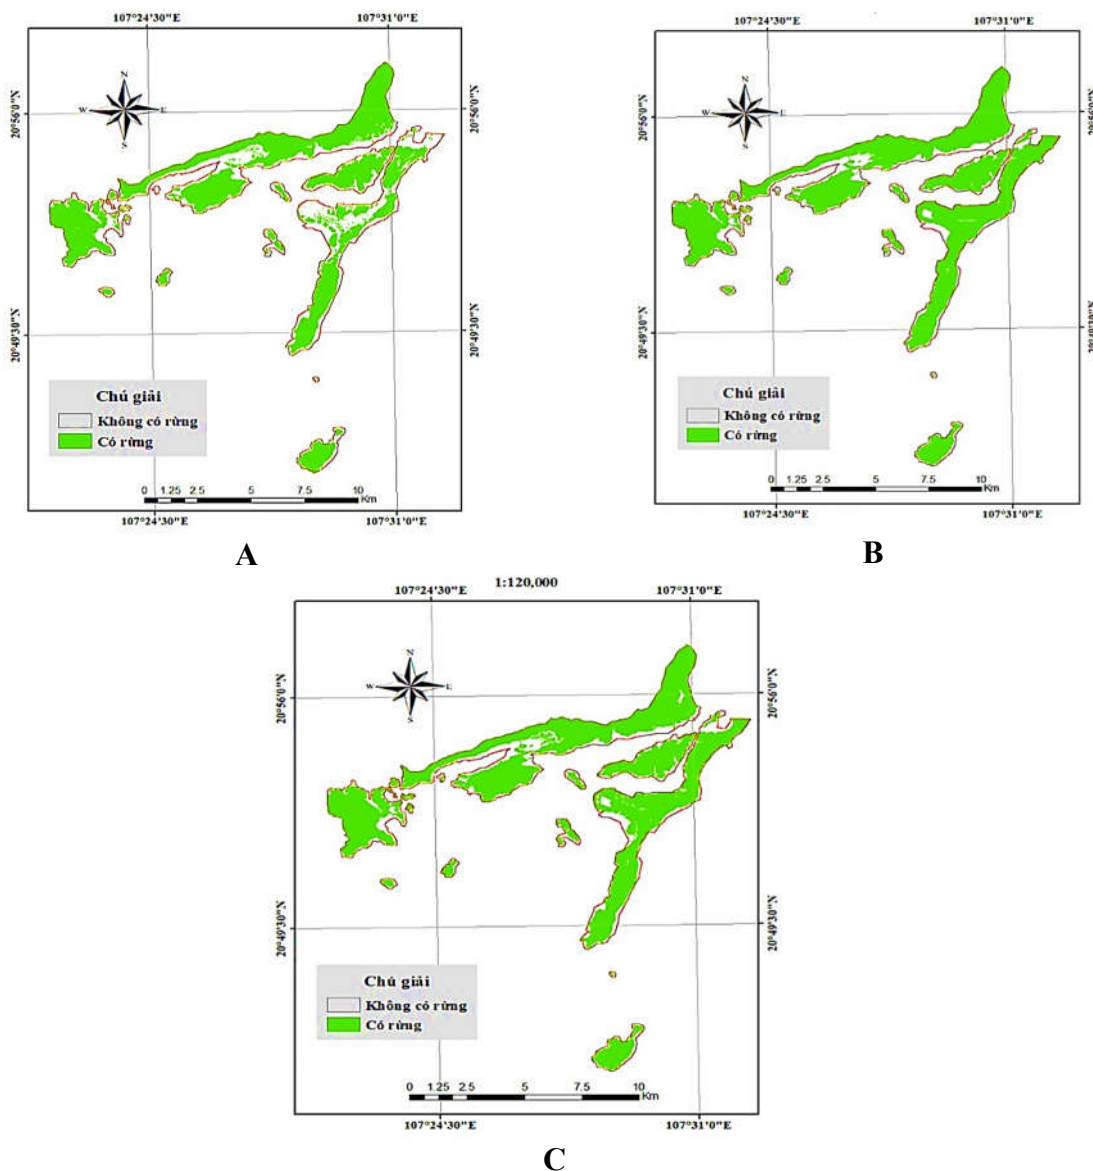 107°24'30"E 107°31'0"E
N
W E
S
20°56'0"N 20°56'0"N
20°49'30"N 20°49'30"N
Chú giải
Không có rừng
Có rừng
0 1.25 2.5 5 7.5 10
Km
107°24'30"E 107°31'0"E
A
107°24'30"E 107°31'0"E
N
W E
S
20°56'0"N 20°56'0"N
20°49'30"N
Chú giải
Không có rừng
Có rừng
0 1.25 2.5 5 7.5 10
Km
107°24'30"E 107°31'0"E
B
1:120,000
107°24'30"E 107°31'0"E
N
W E
S
20°56'0"N 20°56'0"N
20°49'30"N 20°49'30"N
Chú giải
Không có rừng
Có rừng
0 1.25 2.5 5 7.5 10
Km
107°24'30"E 107°31'0"E
C